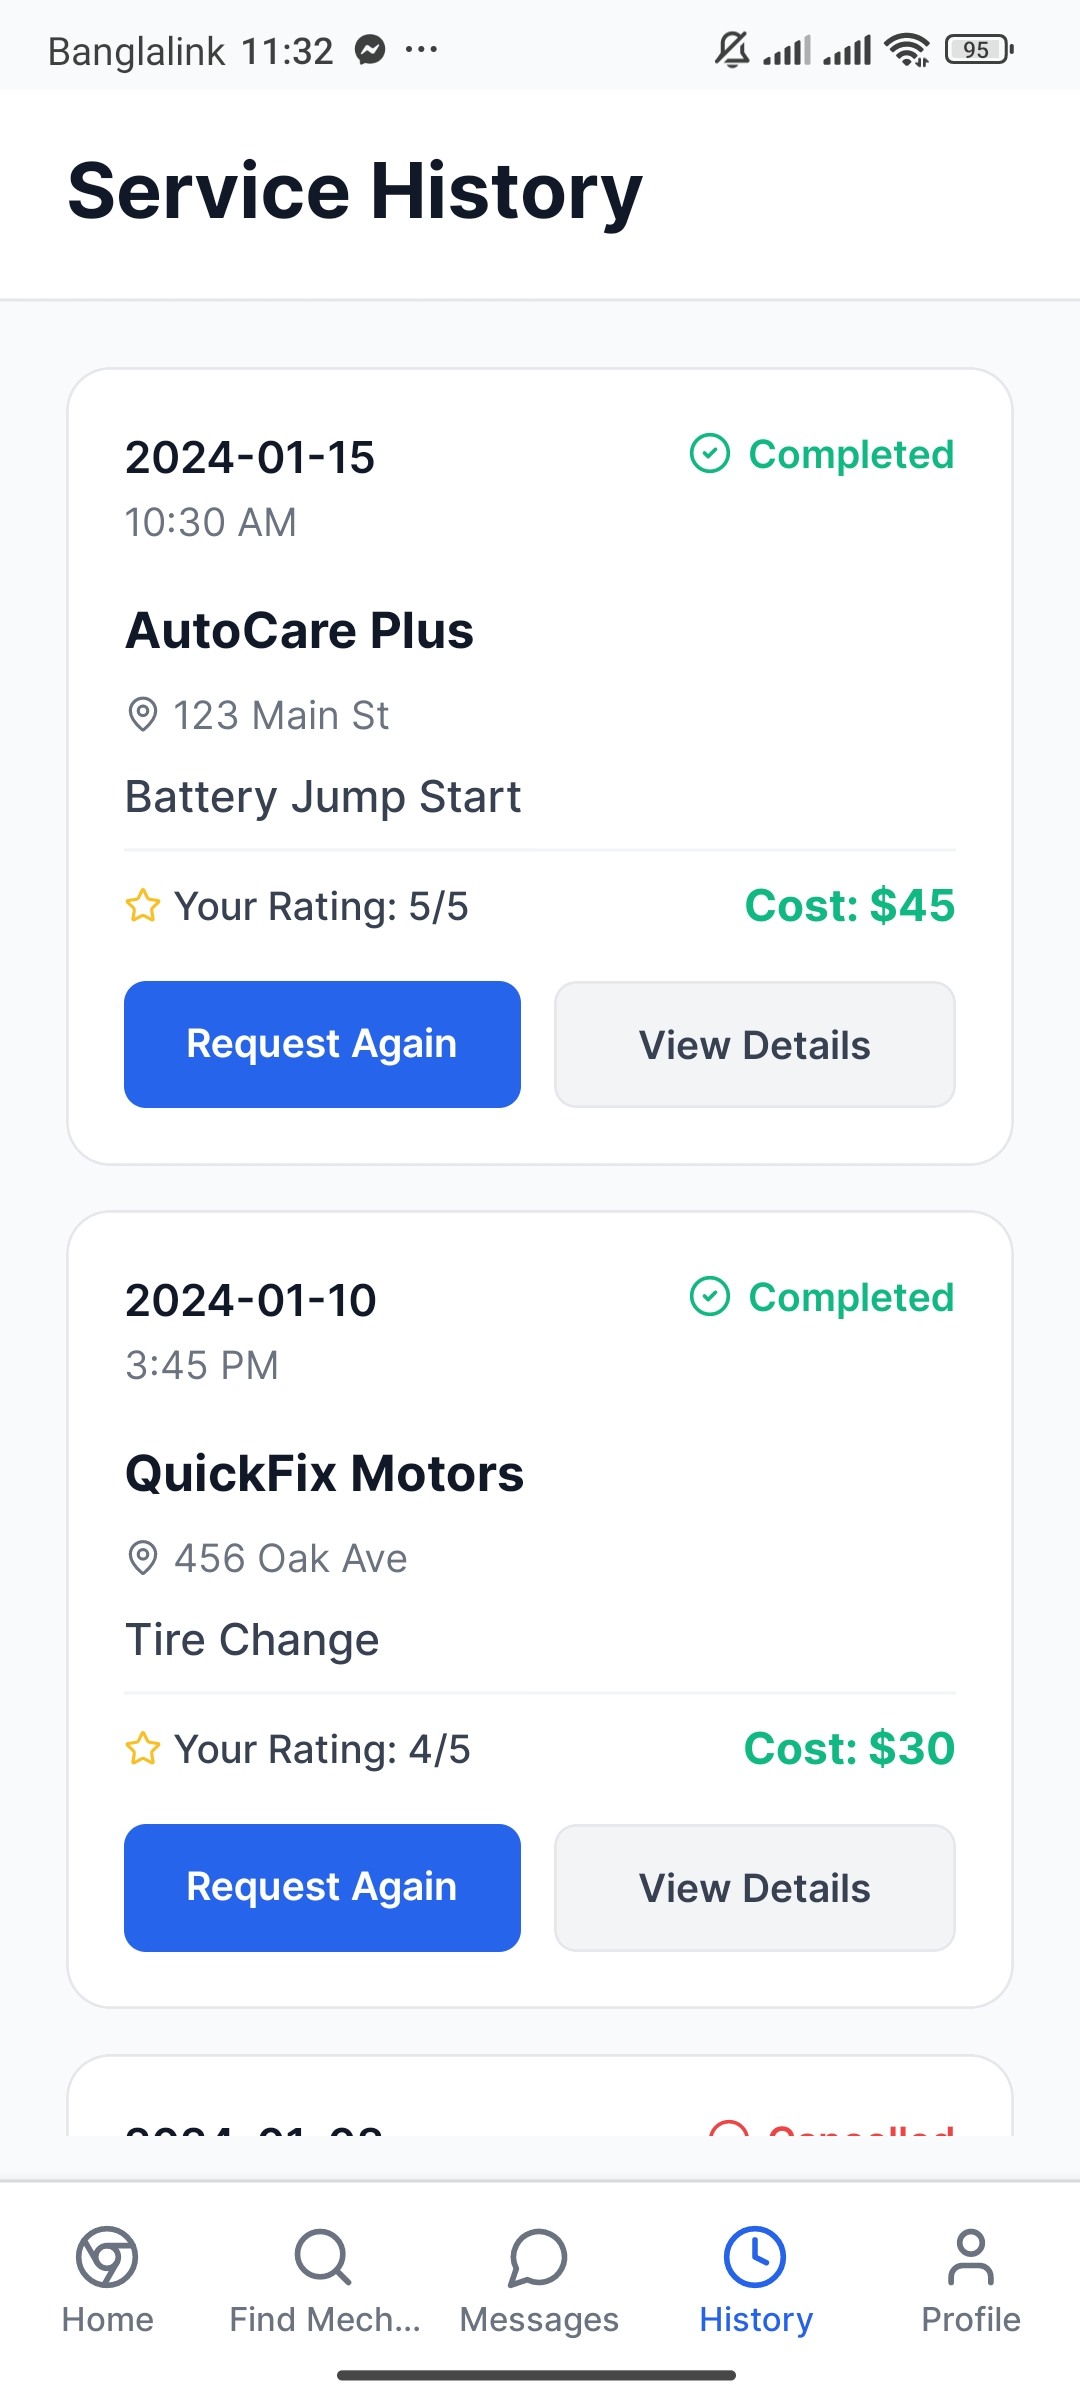 Banglalink 11:32 ...
95
Service History
2024-01-15
Completed
10:30 AM
AutoCare Plus
123 Main St
Battery Jump Start
Your Rating: 5/5
Cost: $45
Request Again
View Details
2024-01-10
Completed
3:45 PM
QuickFix Motors
456 Oak Ave
Tire Change
Your Rating: 4/5
Cost: $30
Request Again
View Details
Cancelled
Home
Find Mech...
Messages
History
Profile